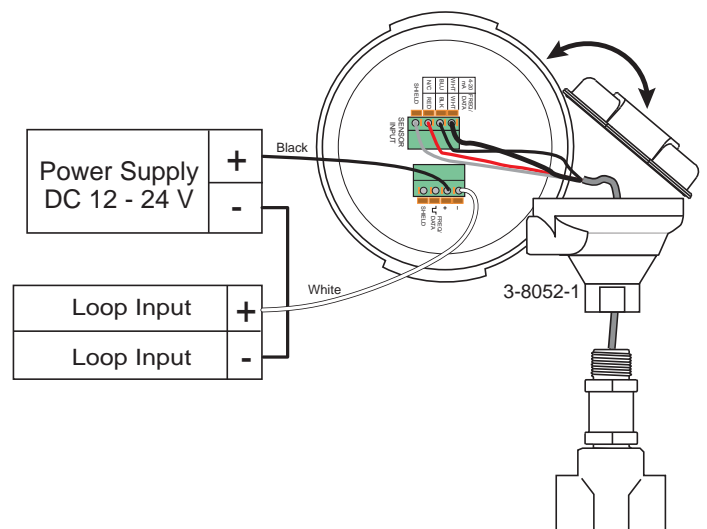 4-20 mA
FREQ/ DATA
WHT WHT
BLU BLK
N/C RED
SHIELD
SENSOR
INPUT
Power Supply
DC 12 - 24 V
+
-
Black
SHIELD
FREQ/
DATA
+
-
White
Loop Input +
Loop Input -
3-8052-1